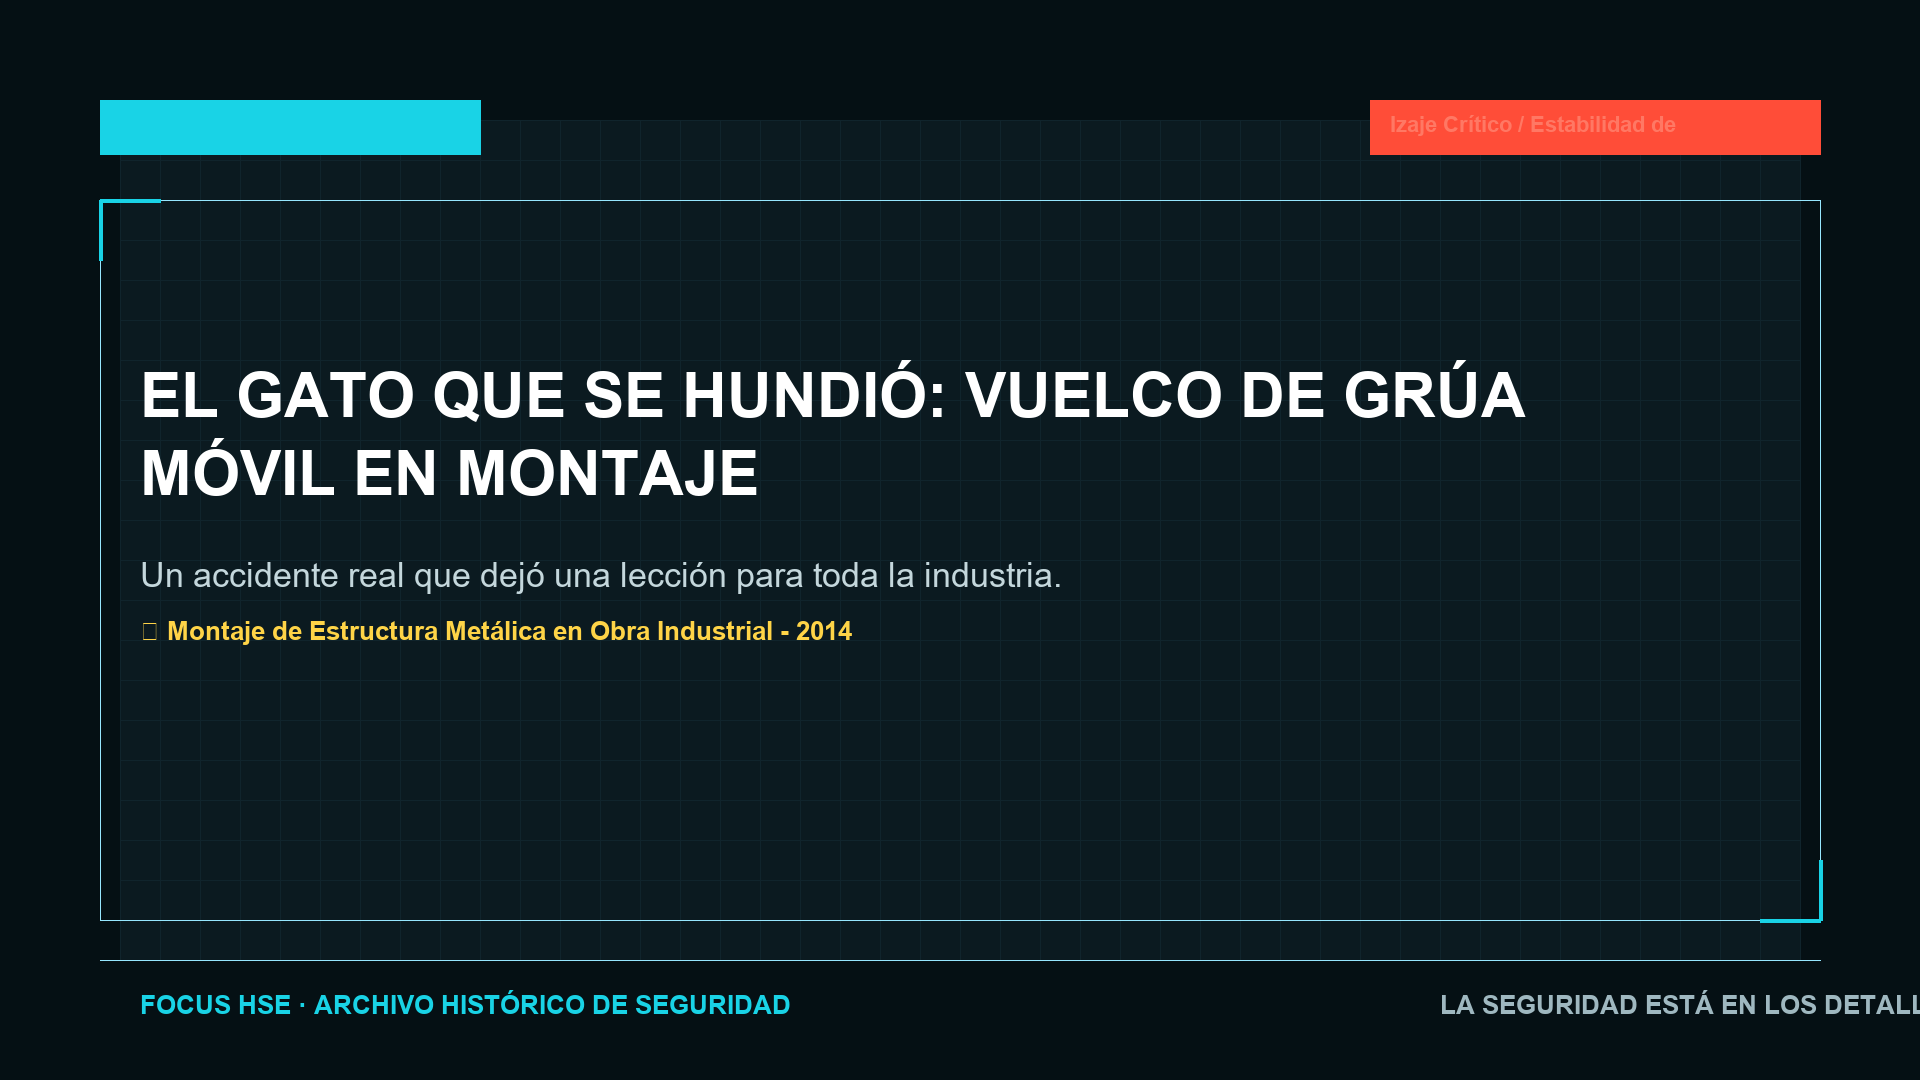 Izaje Crítico / Estabilidad de
EL GATO QUE SE HUNDIÓ: VUELCO DE GRÚA
MÓVIL EN MONTAJE
Un accidente real que dejó una lección para toda la industria.
Montaje de Estructura Metálica en Obra Industrial - 2014
FOCUS HSE · ARCHIVO HISTÓRICO DE SEGURIDAD
LA SEGURIDAD ESTÁ EN LOS DETALL